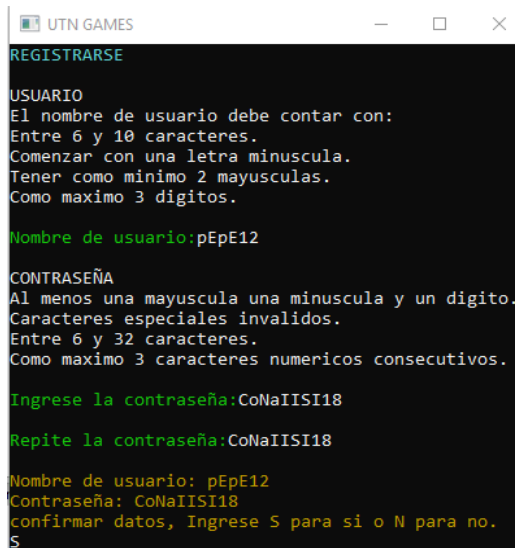 UTN GAMES
REGISTRARSE
USUARIO
El nombre de usuario debe contar con:
Entre 6 y 10 caracteres.
Comenzar con una letra minuscula.
Tener como minimo 2 mayusculas.
Como maximo 3 digitos.
Nombre de usuario:pEpE12
CONTRASEÑA
Al menos una mayuscula una minuscula y un digito.
Caracteres especiales invalidos.
Entre 6 y 32 caracteres.
Como maximo 3 caracteres numericos consecutivos.
Ingrese la contraseña:CoNaIISI18
Repite la contraseña:CoNaIISI18
Nombre de usuario: pEpE12
Contraseña: CoNaIISI18
confirmar datos, Ingrese S para si o N para no.
S